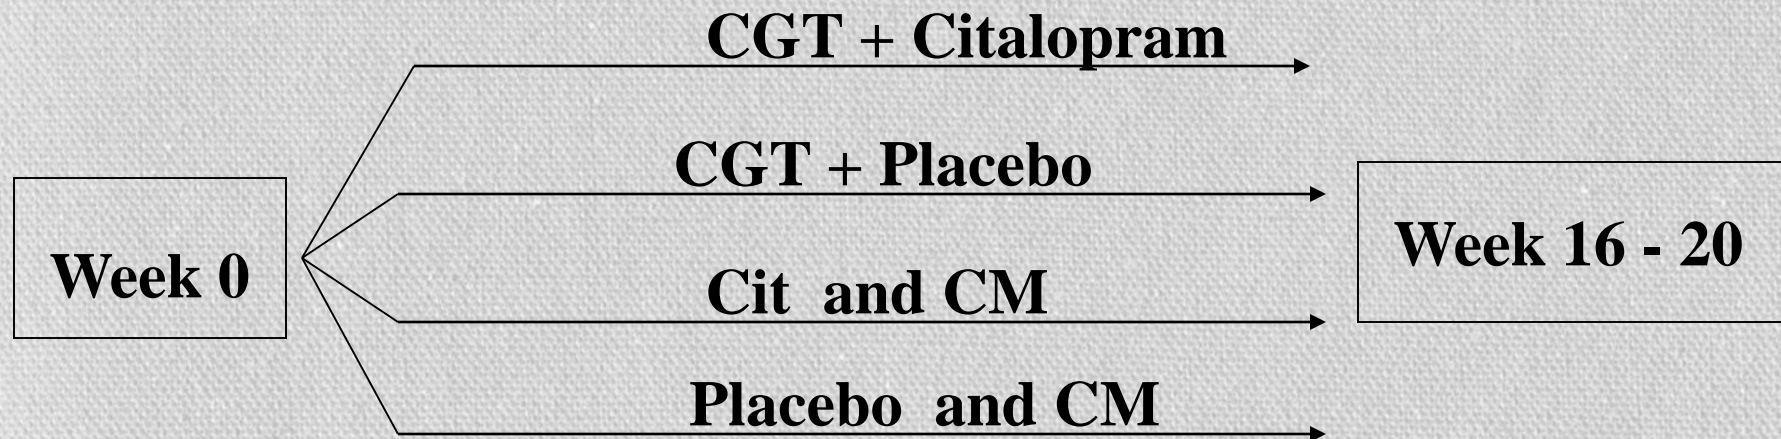 CGT + Citalopram
CGT + Placebo
Week 0
Week 16 - 20
Cit and CM
Placebo and CM